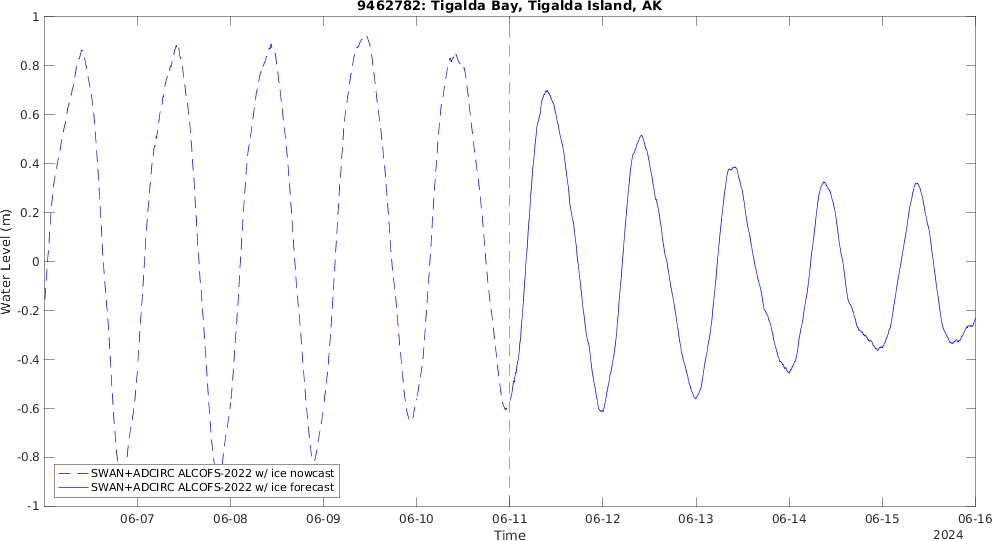 9462782: Tigalda Bay, Tigalda Island, AK
1
0.8
0.6
0.4
0.2
0
-0.2
-0.4
-0.6
-0.8
-1
Water Level (m)
SWAN+ADCIRC ALCOFS-2022 w/ ice nowcast
SWAN+ADCIRC ALCOFS-2022 w/ ice forecast
06-07 06-08 06-09 06-10 06-11 06-12 06-13 06-14 06-15 06-16
Time
2024